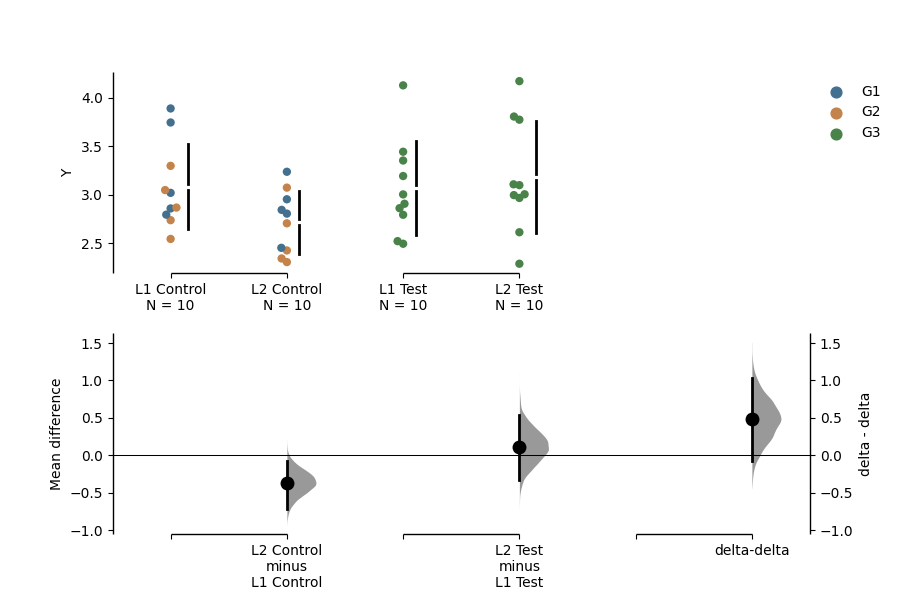 G1
G2
G3
Y
4.0
3.5
3.0
2.5
L1 Control
N = 10
L2 Control
N = 10
L1 Test
N = 10
L2 Test
N = 10
Mean difference
1.5
1.0
0.5
0.0
−0.5
−1.0
1.5
1.0
0.5
0.0
−0.5
−1.0
delta - delta
L2 Control
minus
L1 Control
L2 Test
minus
L1 Test
delta-delta